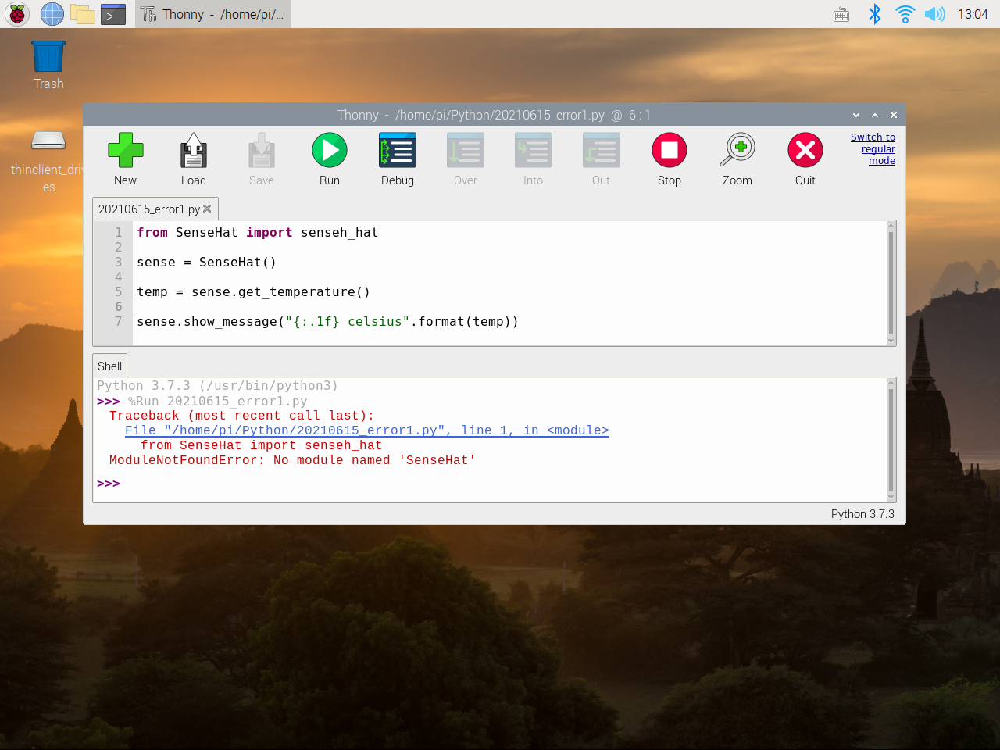 Thonny - /home/pi/...
13:04
Trash
thinclient_driv
es
Thonny - /home/pi/Python/20210615_error1.py @ 6 : 1
New
Load
Save
Run
Debug
Over
Into
Out
Stop
Zoom
Quit
Switch to
regular
mode
20210615_error1.py
1 from SenseHat import senseh_hat
2
3 sense = SenseHat()
4
5 temp = sense.get_temperature()
6
7 sense.show_message("{:.1f} celsius".format(temp))
Shell
Python 3.7.3 (/usr/bin/python3)
>>> %Run 20210615_error1.py
Traceback (most recent call last):
File "/home/pi/Python/20210615_error1.py", line 1, in <module>
from SenseHat import senseh_hat
ModuleNotFoundError: No module named 'SenseHat'
>>>
Python 3.7.3